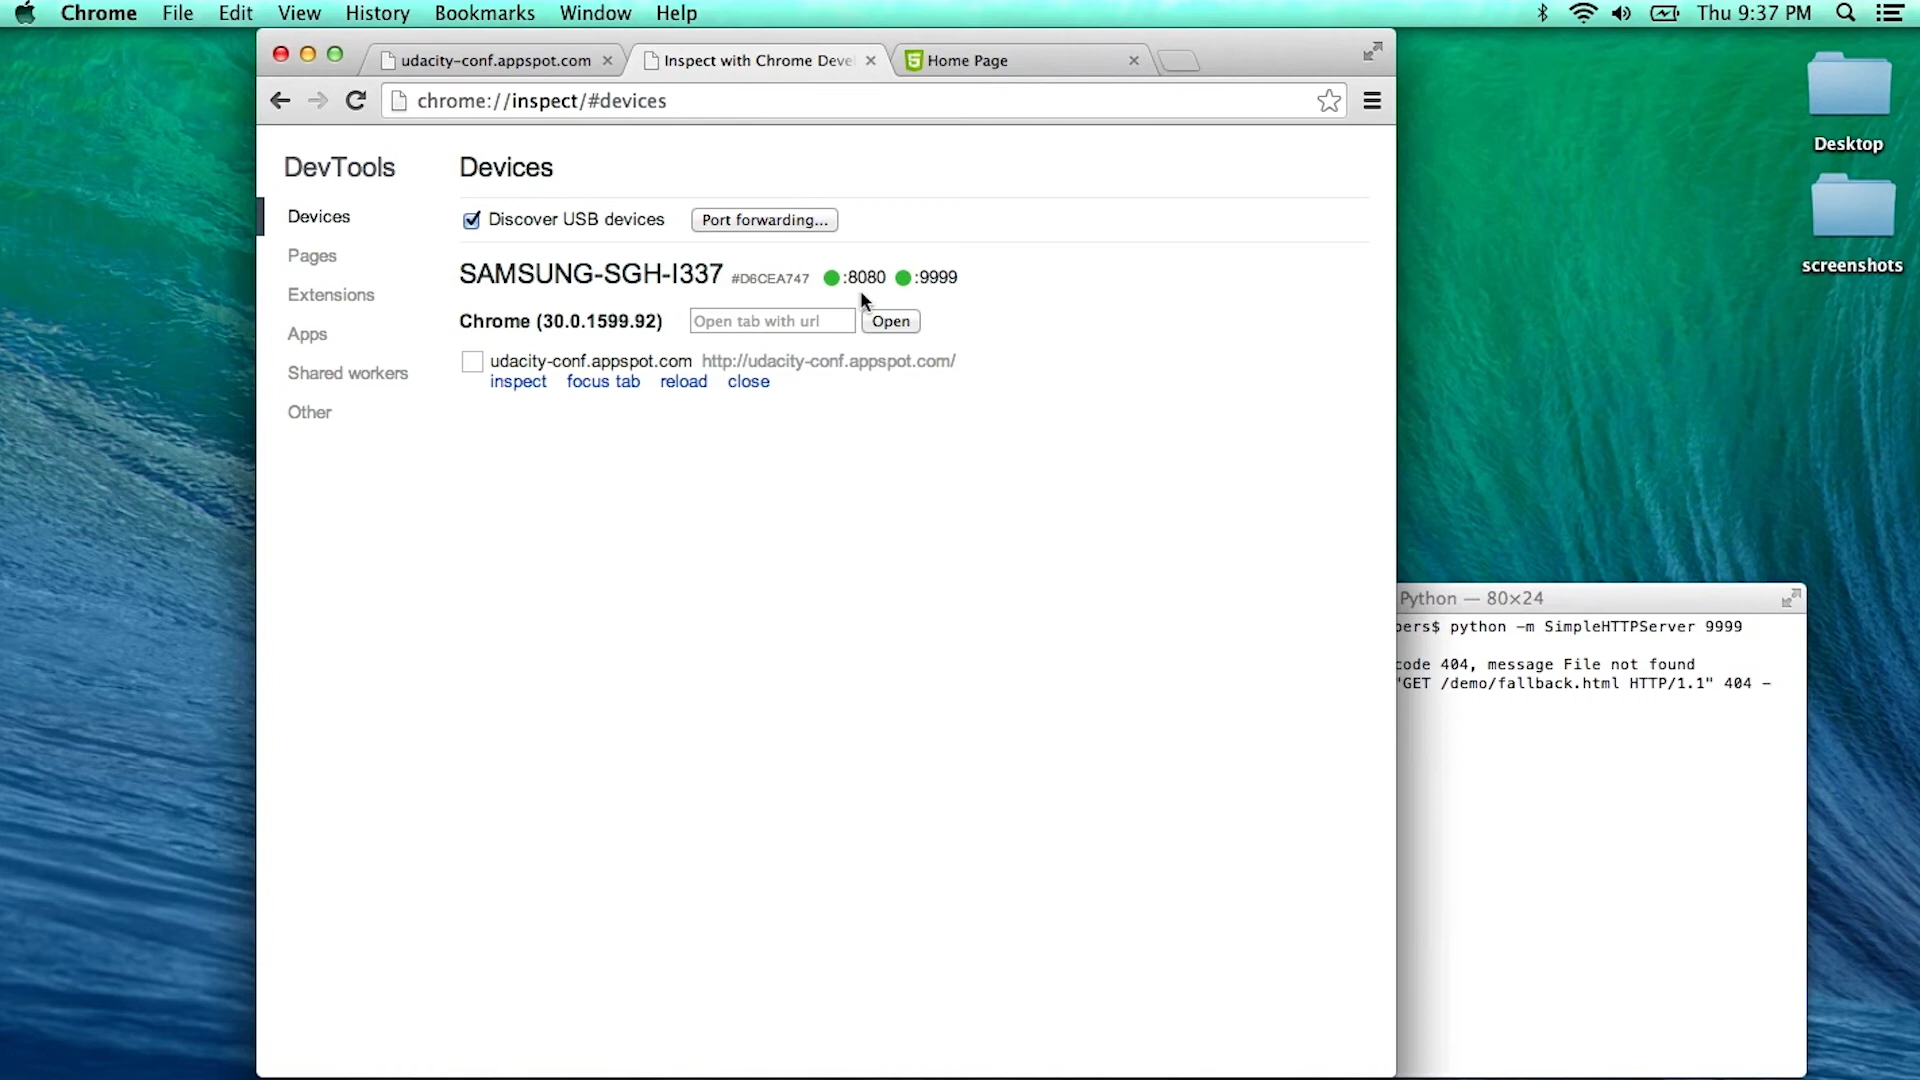 Chrome File Edit View History Bookmarks Window Help Thu 9:37 PM
udacity-conf.appspot.com Inspect with Chrome Deve Home Page
chrome://inspect/#devices
Desktop
screenshots
DevTools
Devices
Pages
Extensions
Apps
Shared workers
Other
Devices
Discover USB devices Port forwarding...
SAMSUNG-SGH-I337 #D6CEA747 :8080 :9999
Chrome (30.0.1599.92) Open tab with url Open
udacity-conf.appspot.com http://udacity-conf.appspot.com/
inspect focus tab reload close
Python — 80×24
pers$ python -m SimpleHTTPServer 9999
code 404, message File not found
"GET /demo/fallback.html HTTP/1.1" 404 -